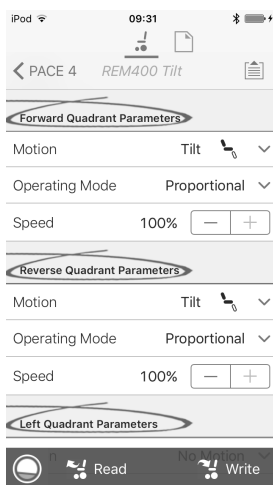 iPod 09:31
PACE 4 REM400 Tilt
Forward Quadrant Parameters
Motion Tilt
Operating Mode Proportional
Speed 100% − +
Reverse Quadrant Parameters
Motion Tilt
Operating Mode Proportional
Speed 100% − +
Left Quadrant Parameters
n No Motion
Read Write